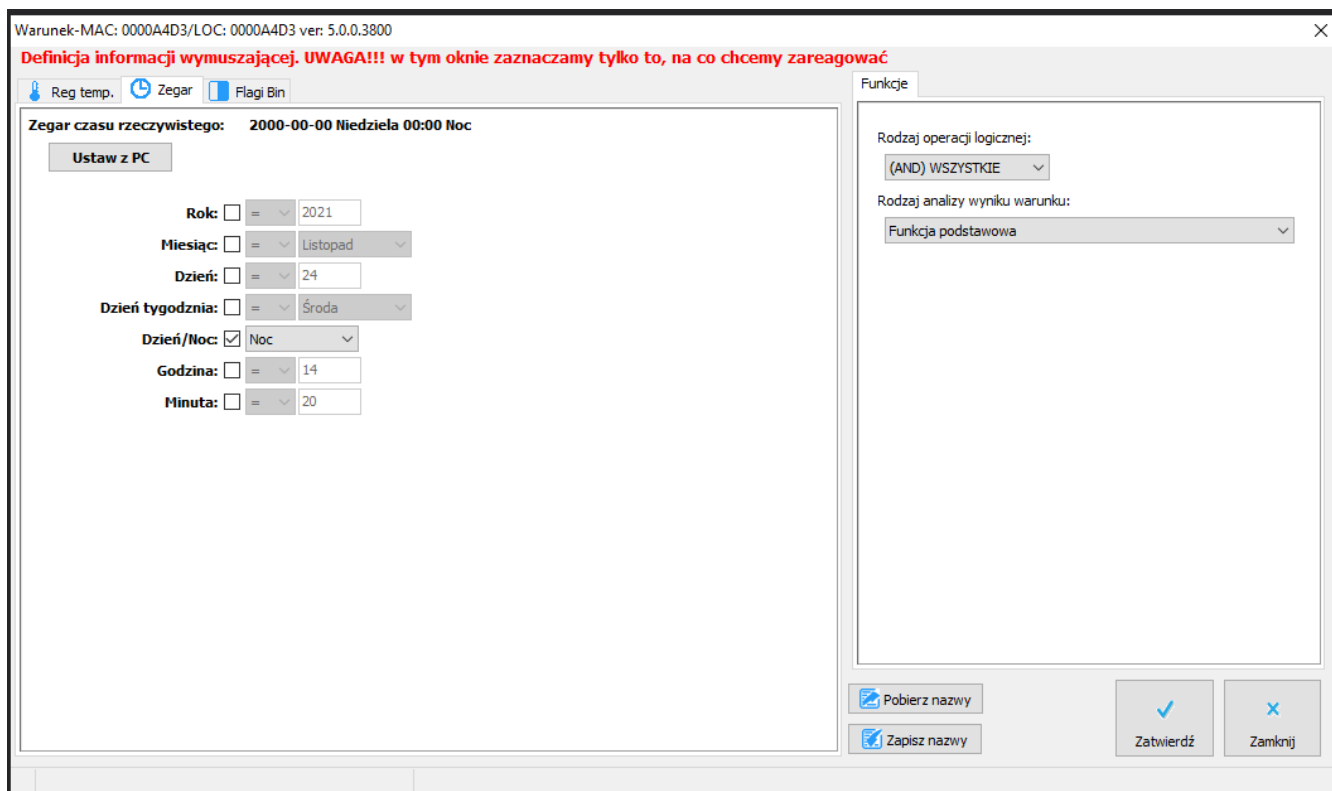 Warunek-MAC: 0000A4D3/LOC: 0000A4D3 ver: 5.0.0.3800
Definicja informacji wymuszającej. UWAGA!!! w tym oknie zaznaczamy tylko to, na co chcemy zareagować
Reg temp. Zegar Flagi Bin
Zegar czasu rzeczywistego: 2000-00-00 Niedziela 00:00 Noc
Ustaw z PC
Rok: = 2021
Miesiąc: = Listopad
Dzień: = 24
Dzień tygodznia: = Środa
Dzień/Noc: Noc
Godzina: = 14
Minuta: = 20
Funkcje
Rodzaj operacji logicznej:
(AND) WSZYSTKIE
Rodzaj analizy wyniku warunku:
Funkcja podstawowa
Pobierz nazwy
Zapisz nazwy
Zatwierdź
Zamknij